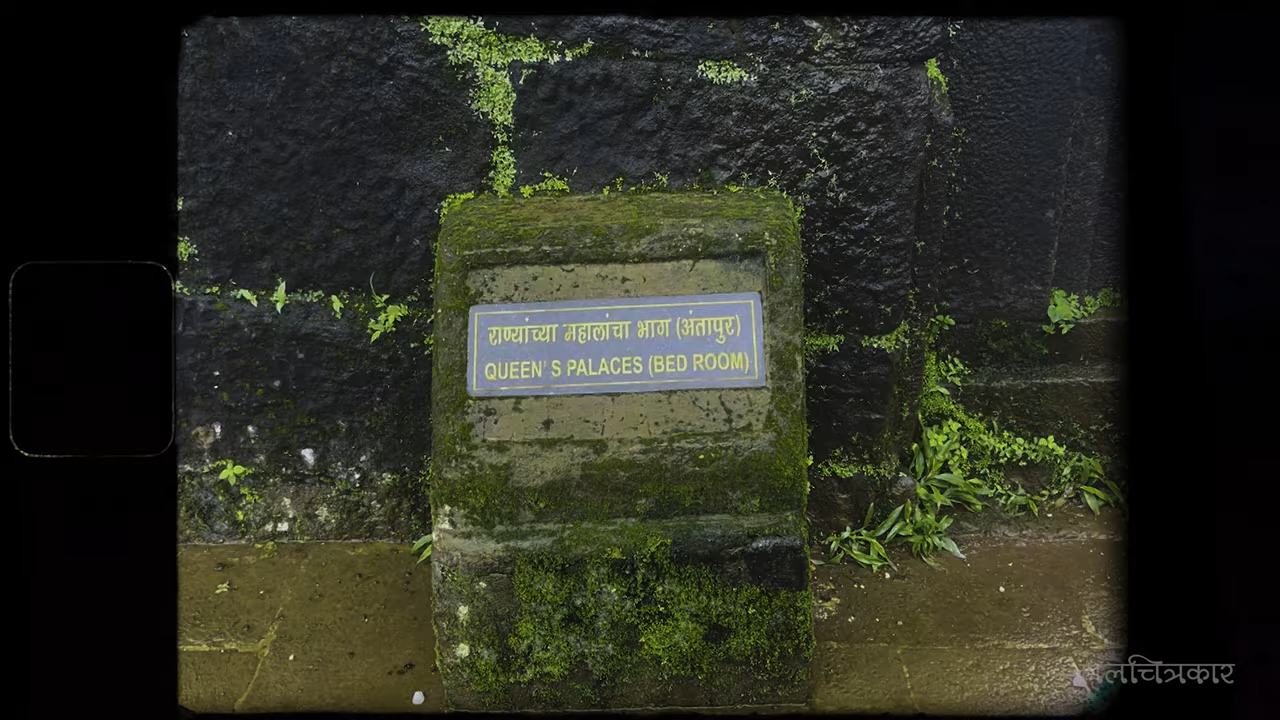 राण्यांच्या महालांचा भाग (अंतापुर)
QUEEN' S PALACES (BED ROOM)